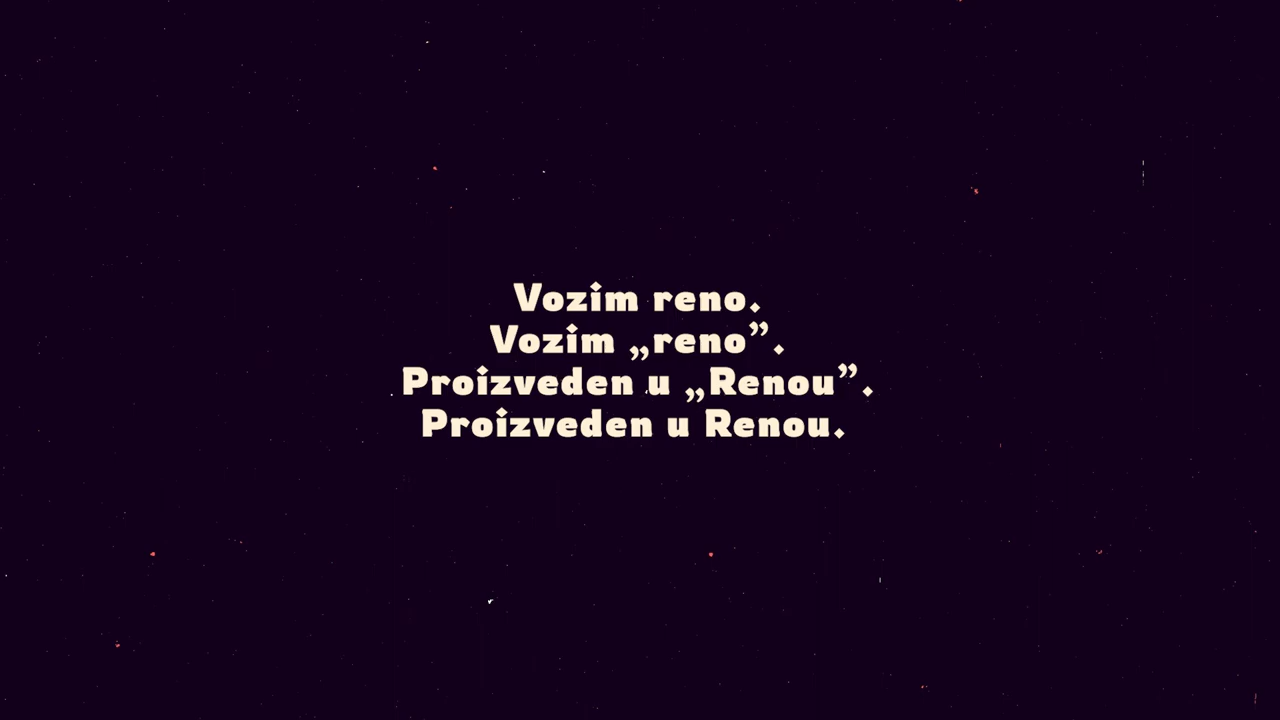 Vozim reno.
Vozim „reno”.
Proizveden u „Renou”.
Proizveden u Renou.